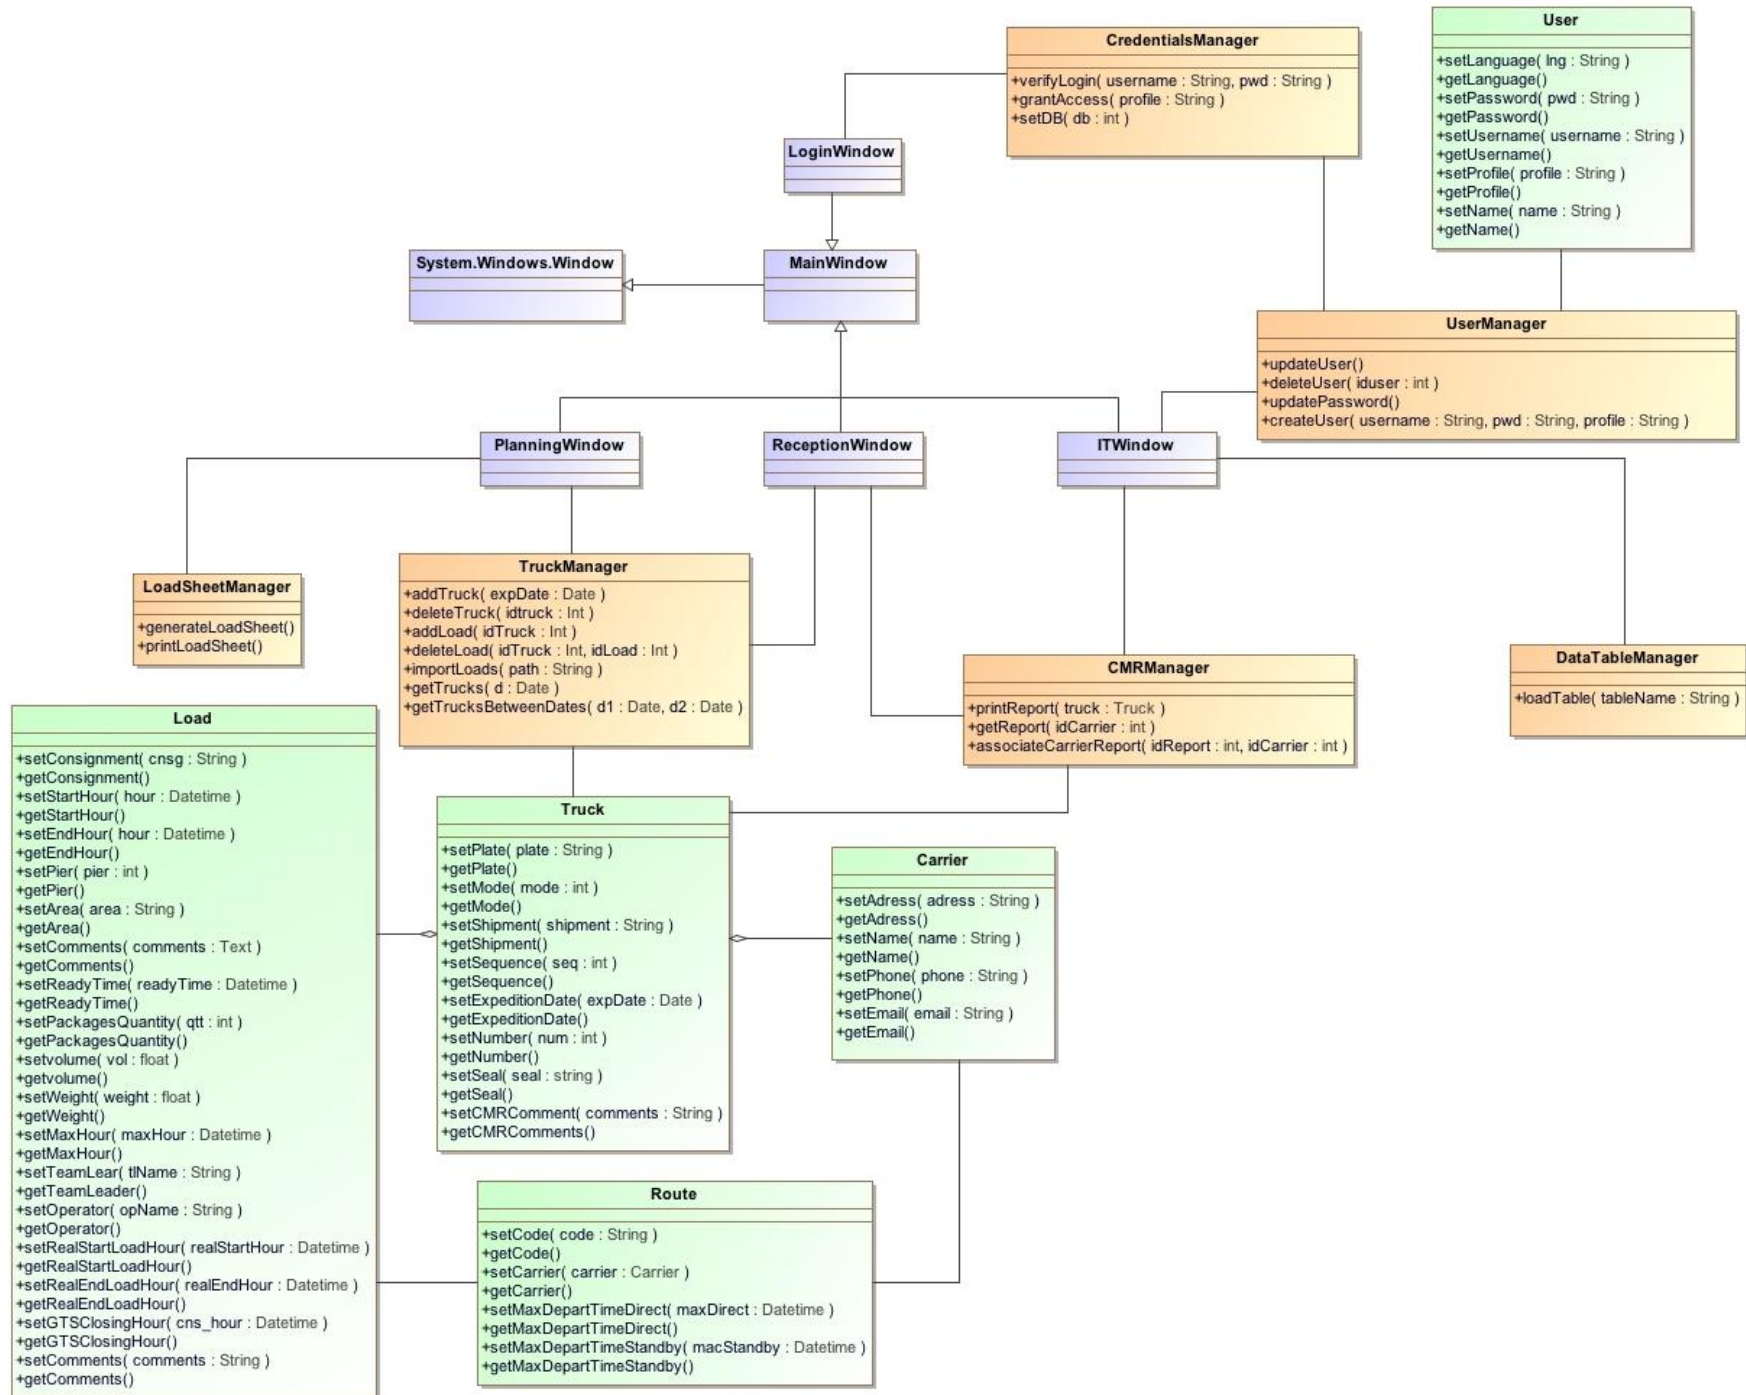 CredentialsManager
+verifyLogin( username : String, pwd : String )
+grantAccess( profile : String )
+setDB( db : int )
User
+setLanguage( lng : String )
+getLanguage()
+setPassword( pwd : String )
+getPassword()
+setUsername( username : String )
+getUsername()
+setProfile( profile : String )
+getProfile()
+setName( name : String )
+getName()
LoginWindow
System.Windows.Window
MainWindow
UserManager
+updateUser()
+deleteUser( iduser : int )
+updatePassword()
+createUser( username : String, pwd : String, profile : String )
PlanningWindow
ReceptionWindow
ITWindow
LoadSheetManager
+generateLoadSheet()
+printLoadSheet()
TruckManager
+addTruck( expDate : Date )
+deleteTruck( idtruck : Int )
+addLoad( idTruck : Int )
+deleteLoad( idTruck : Int, idLoad : Int )
+importLoads( path : String )
+getTrucks( d : Date )
+getTrucksBetweenDates( d1 : Date, d2 : Date )
CMRManager
+printReport( truck : Truck )
+getReport( idCarrier : int )
+associateCarrierReport( idReport : int, idCarrier : int )
DataTableManager
+loadTable( tableName : String )
Load
+setConsignment( cnsg : String )
+getConsignment()
+setStartHour( hour : Datetime )
+getStartHour()
+setEndHour( hour : Datetime )
+getEndHour()
+setPier( pier : int )
+getPier()
+setArea( area : String )
+getArea()
+setComments( comments : Text )
+getComments()
+setReadyTime( readyTime : Datetime )
+getReadyTime()
+setPackagesQuantity( qtt : int )
+getPackagesQuantity()
+setvolume( vol : float )
+getvolume()
+setWeight( weight : float )
+getWeight()
+setMaxHour( maxHour : Datetime )
+getMaxHour()
+setTeamLear( tlName : String )
+getTeamLeader()
+setOperator( opName : String )
+getOperator()
+setRealStartLoadHour( realStartHour : Datetime )
+getRealStartLoadHour()
+setRealEndLoadHour( realEndHour : Datetime )
+getRealEndLoadHour()
+setGTSClosingHour( cns_hour : Datetime )
+getGTSClosingHour()
+setComments( comments : String )
+getComments()
Truck
+setPlate( plate : String )
+getPlate()
+setMode( mode : int )
+getMode()
+setShipment( shipment : String )
+getShipment()
+setSequence( seq : int )
+getSequence()
+setExpeditionDate( expDate : Date )
+getExpeditionDate()
+setNumber( num : int )
+getNumber()
+setSeal( seal : string )
+getSeal()
+setCMRComment( comments : String )
+getCMRComments()
Carrier
+setAdress( adress : String )
+getAdress()
+setName( name : String )
+getName()
+setPhone( phone : String )
+getPhone()
+setEmail( email : String )
+getEmail()
Route
+setCode( code : String )
+getCode()
+setCarrier( carrier : Carrier )
+getCarrier()
+setMaxDepartTimeDirect( maxDirect : Datetime )
+getMaxDepartTimeDirect()
+setMaxDepartTimeStandby( macStandby : Datetime )
+getMaxDepartTimeStandby()